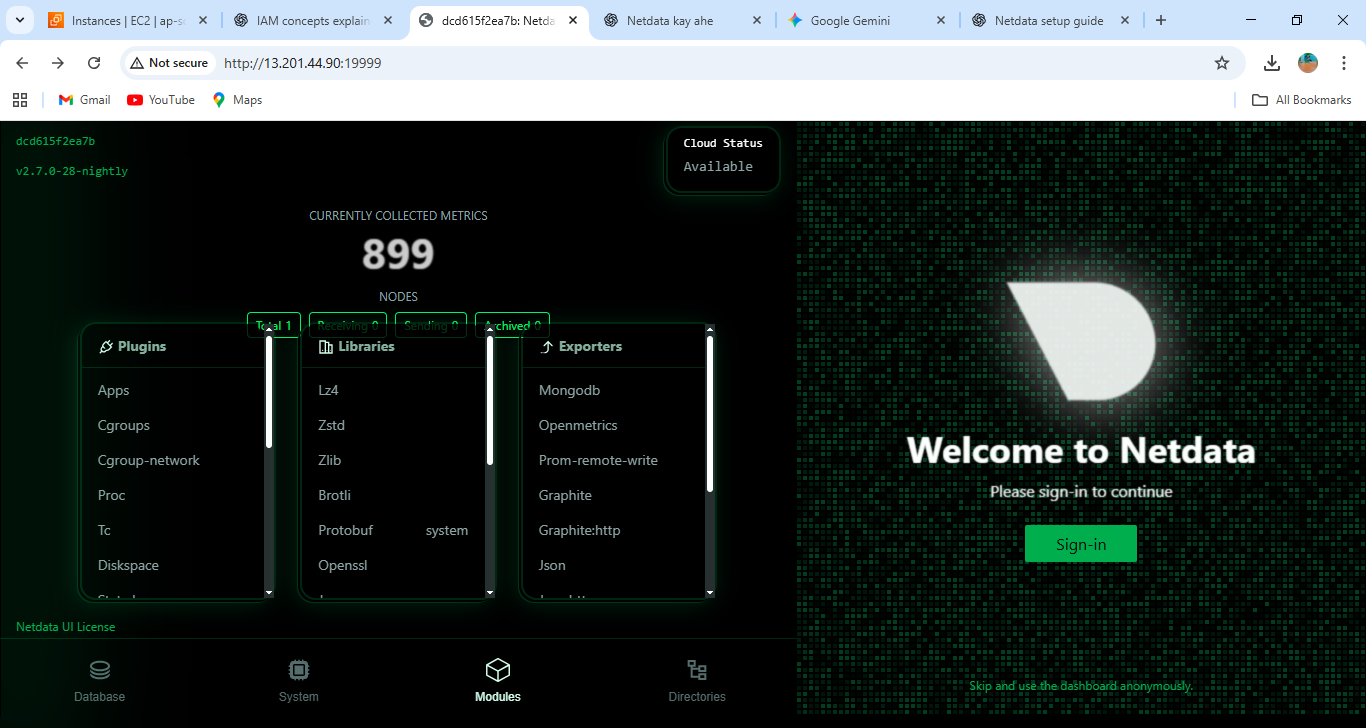 Instances | EC2 | ap-so
IAM concepts explain
dcd615f2ea7b: Netda
Netdata kay ahe
Google Gemini
Netdata setup guide
Not secure
http://13.201.44.90:19999
Gmail
YouTube
Maps
All Bookmarks
dcd615f2ea7b
v2.7.0-28-nightly
Cloud Status
Available
CURRENTLY COLLECTED METRICS
899
NODES
Total 1
Receiving 0
Sending 0
Archived 0
Plugins
Apps
Cgroups
Cgroup-network
Proc
Tc
Diskspace
Libraries
Lz4
Zstd
Zlib
Brotli
Protobuf system
Openssl
Exporters
Mongodb
Openmetrics
Prom-remote-write
Graphite
Graphite:http
Json
Netdata UI License
Database
System
Modules
Directories
Welcome to Netdata
Please sign-in to continue
Sign-in
Skip and use the dashboard anonymously.